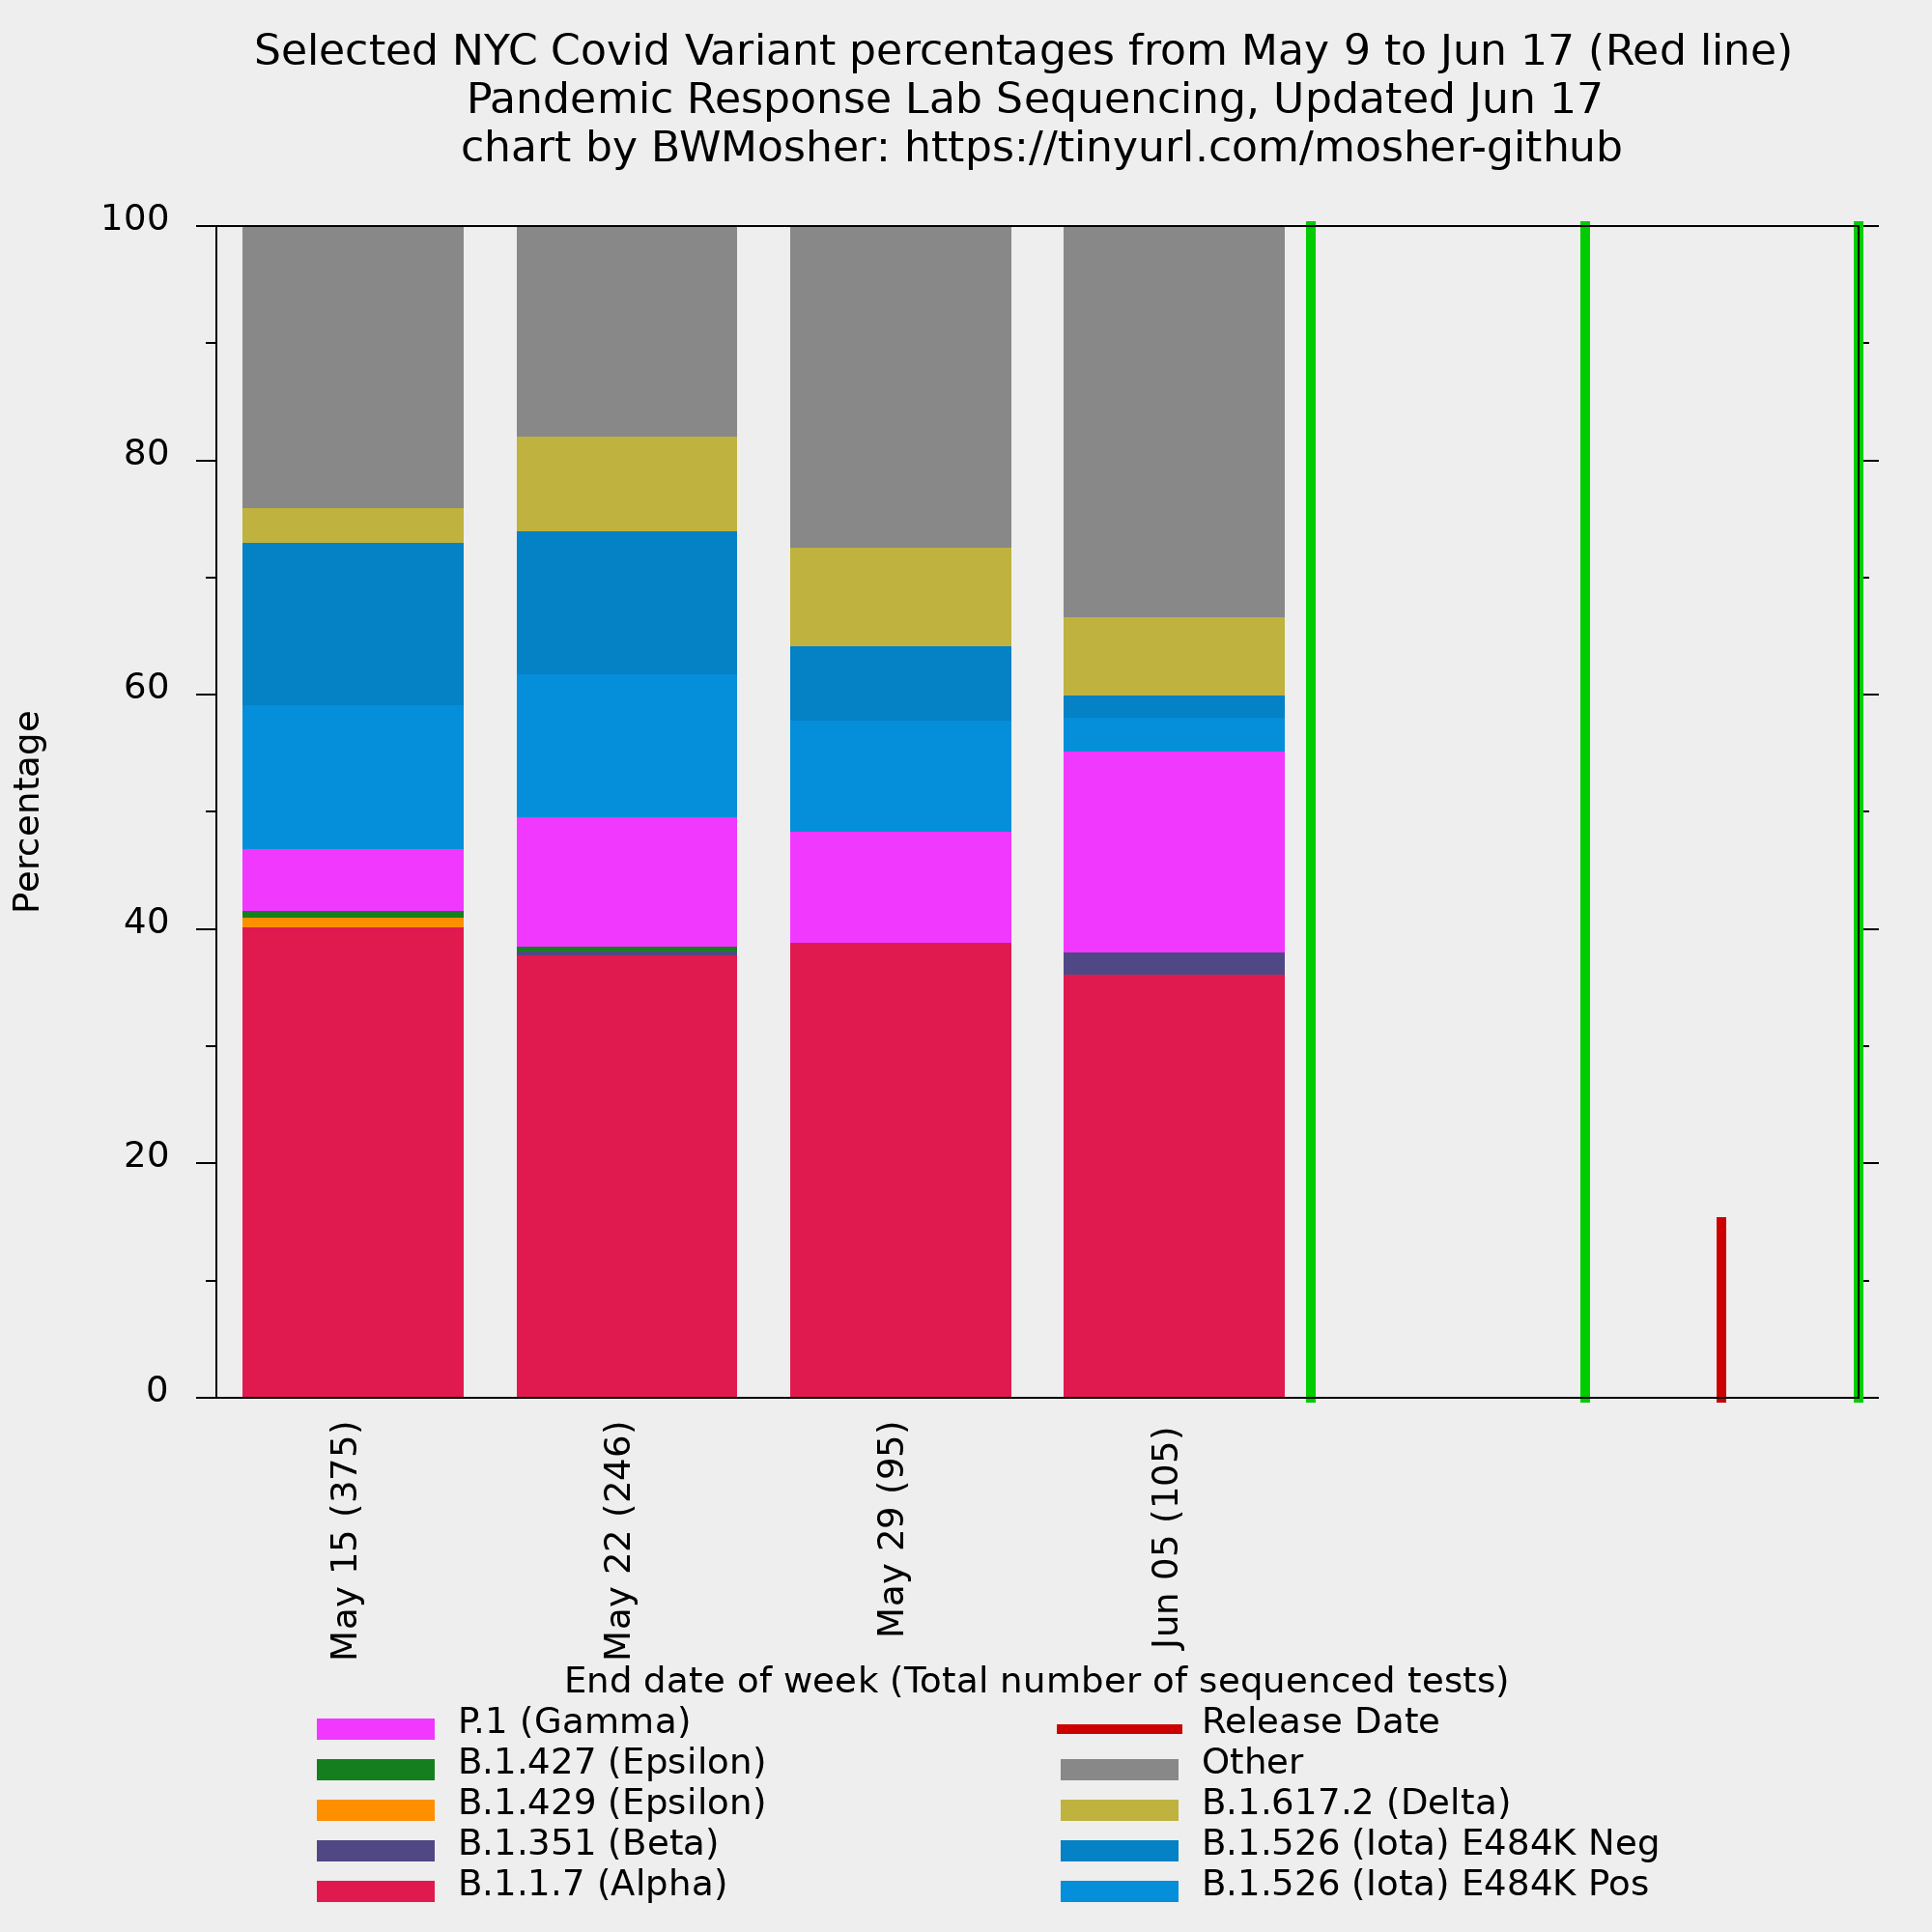 Selected NYC Covid Variant percentages from May 9 to Jun 17 (Red line)
Pandemic Response Lab Sequencing, Updated Jun 17
chart by BWMosher: https://tinyurl.com/mosher-github
100
80
60
40
20
0
Percentage
May 15 (375)
May 22 (246)
May 29 (95)
Jun 05 (105)
End date of week (Total number of sequenced tests)
P.1 (Gamma)
B.1.427 (Epsilon)
B.1.429 (Epsilon)
B.1.351 (Beta)
B.1.1.7 (Alpha)
Release Date
Other
B.1.617.2 (Delta)
B.1.526 (Iota) E484K Neg
B.1.526 (Iota) E484K Pos